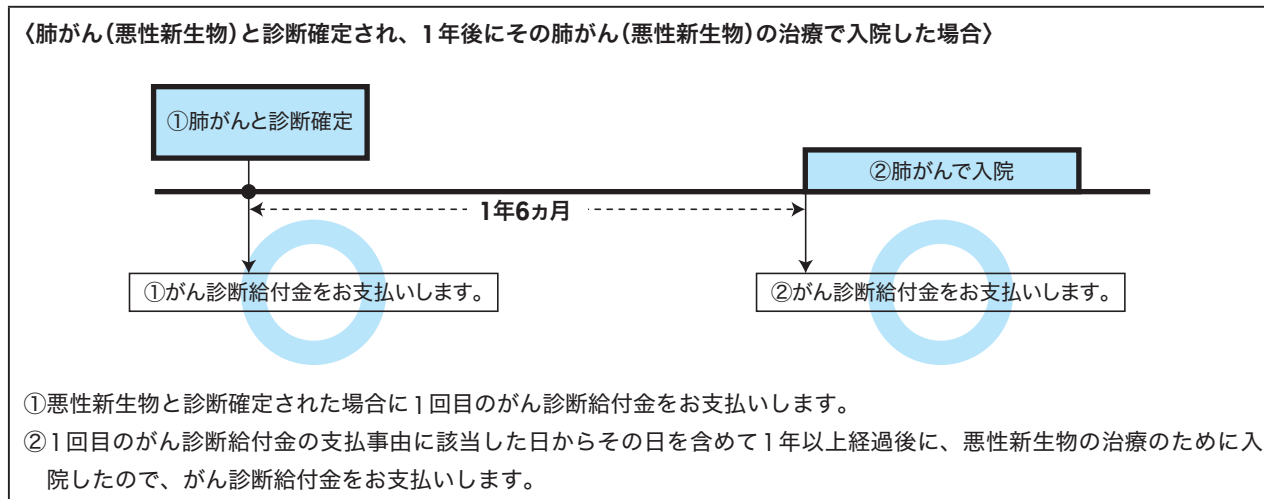 〈肺がん(悪性新生物)と診断確定され、1年後にその肺がん(悪性新生物)の治療で入院した場合〉
①肺がんと診断確定
②肺がんで入院
1年6ヵ月
①がん診断給付金をお支払いします。
②がん診断給付金をお支払いします。
①悪性新生物と診断確定された場合に1回目のがん診断給付金をお支払いします。
②1回目のがん診断給付金の支払事由に該当した日からその日を含めて1年以上経過後に、悪性新生物の治療のために入
院したので、がん診断給付金をお支払いします。